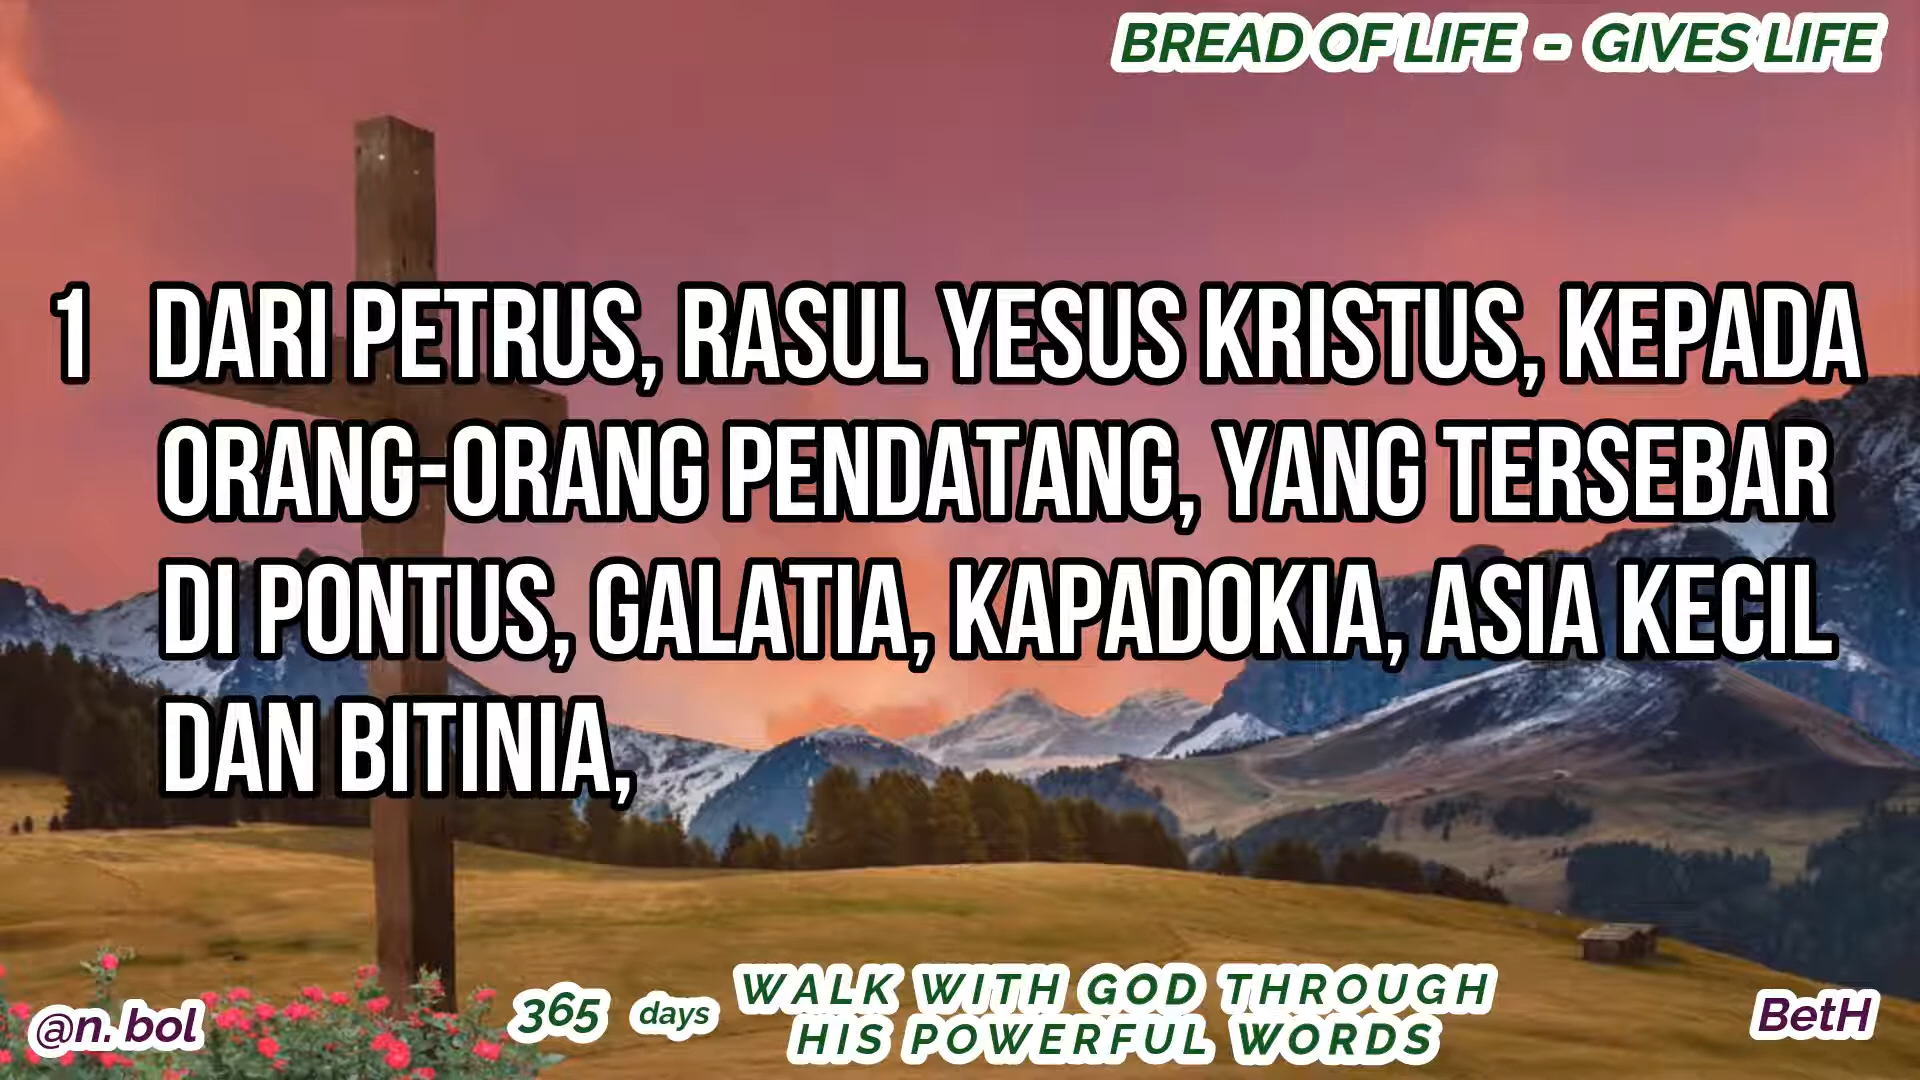 BREAD OF LIFE - GIVES LIFE
1 DARI PETRUS, RASUL YESUS KRISTUS, KEPADA
ORANG-ORANG PENDATANG, YANG TERSEBAR
DI PONTUS, GALATIA, KAPADOKIA, ASIA KECIL
DAN BITINIA,
@n. bol
365 days
WALK WITH GOD THROUGH
HIS POWERFUL WORDS
BetH